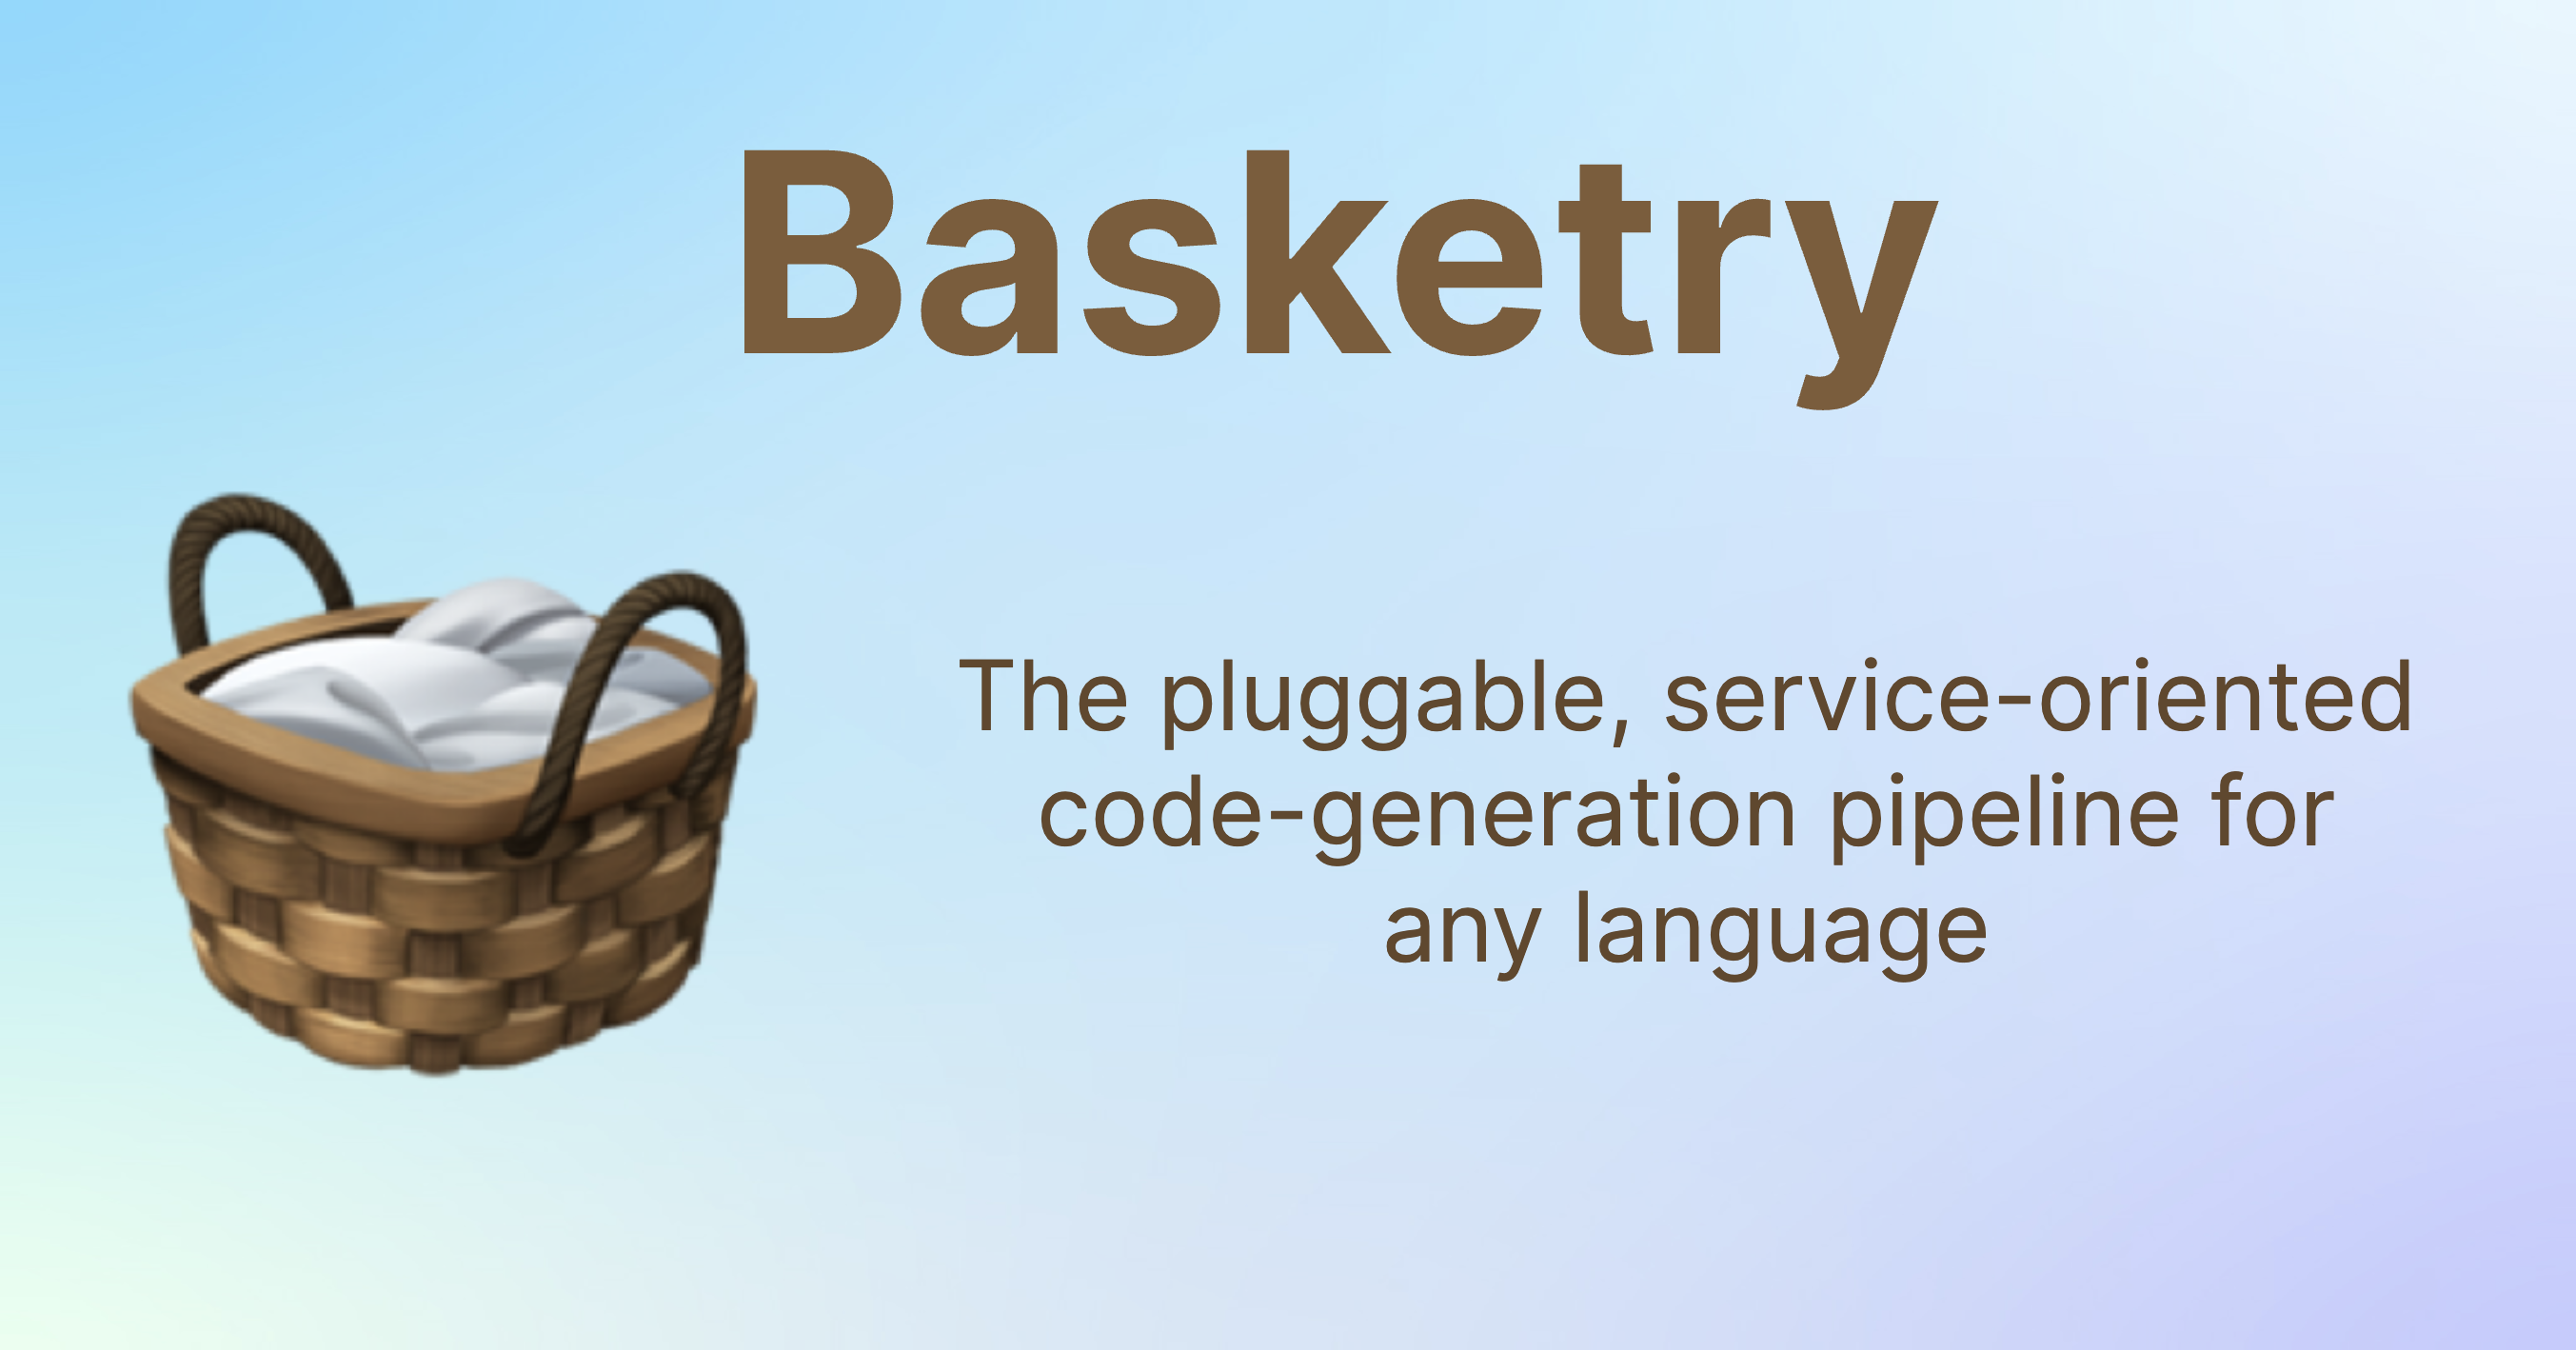 Basketry
The pluggable, service-oriented
code-generation pipeline for
any language